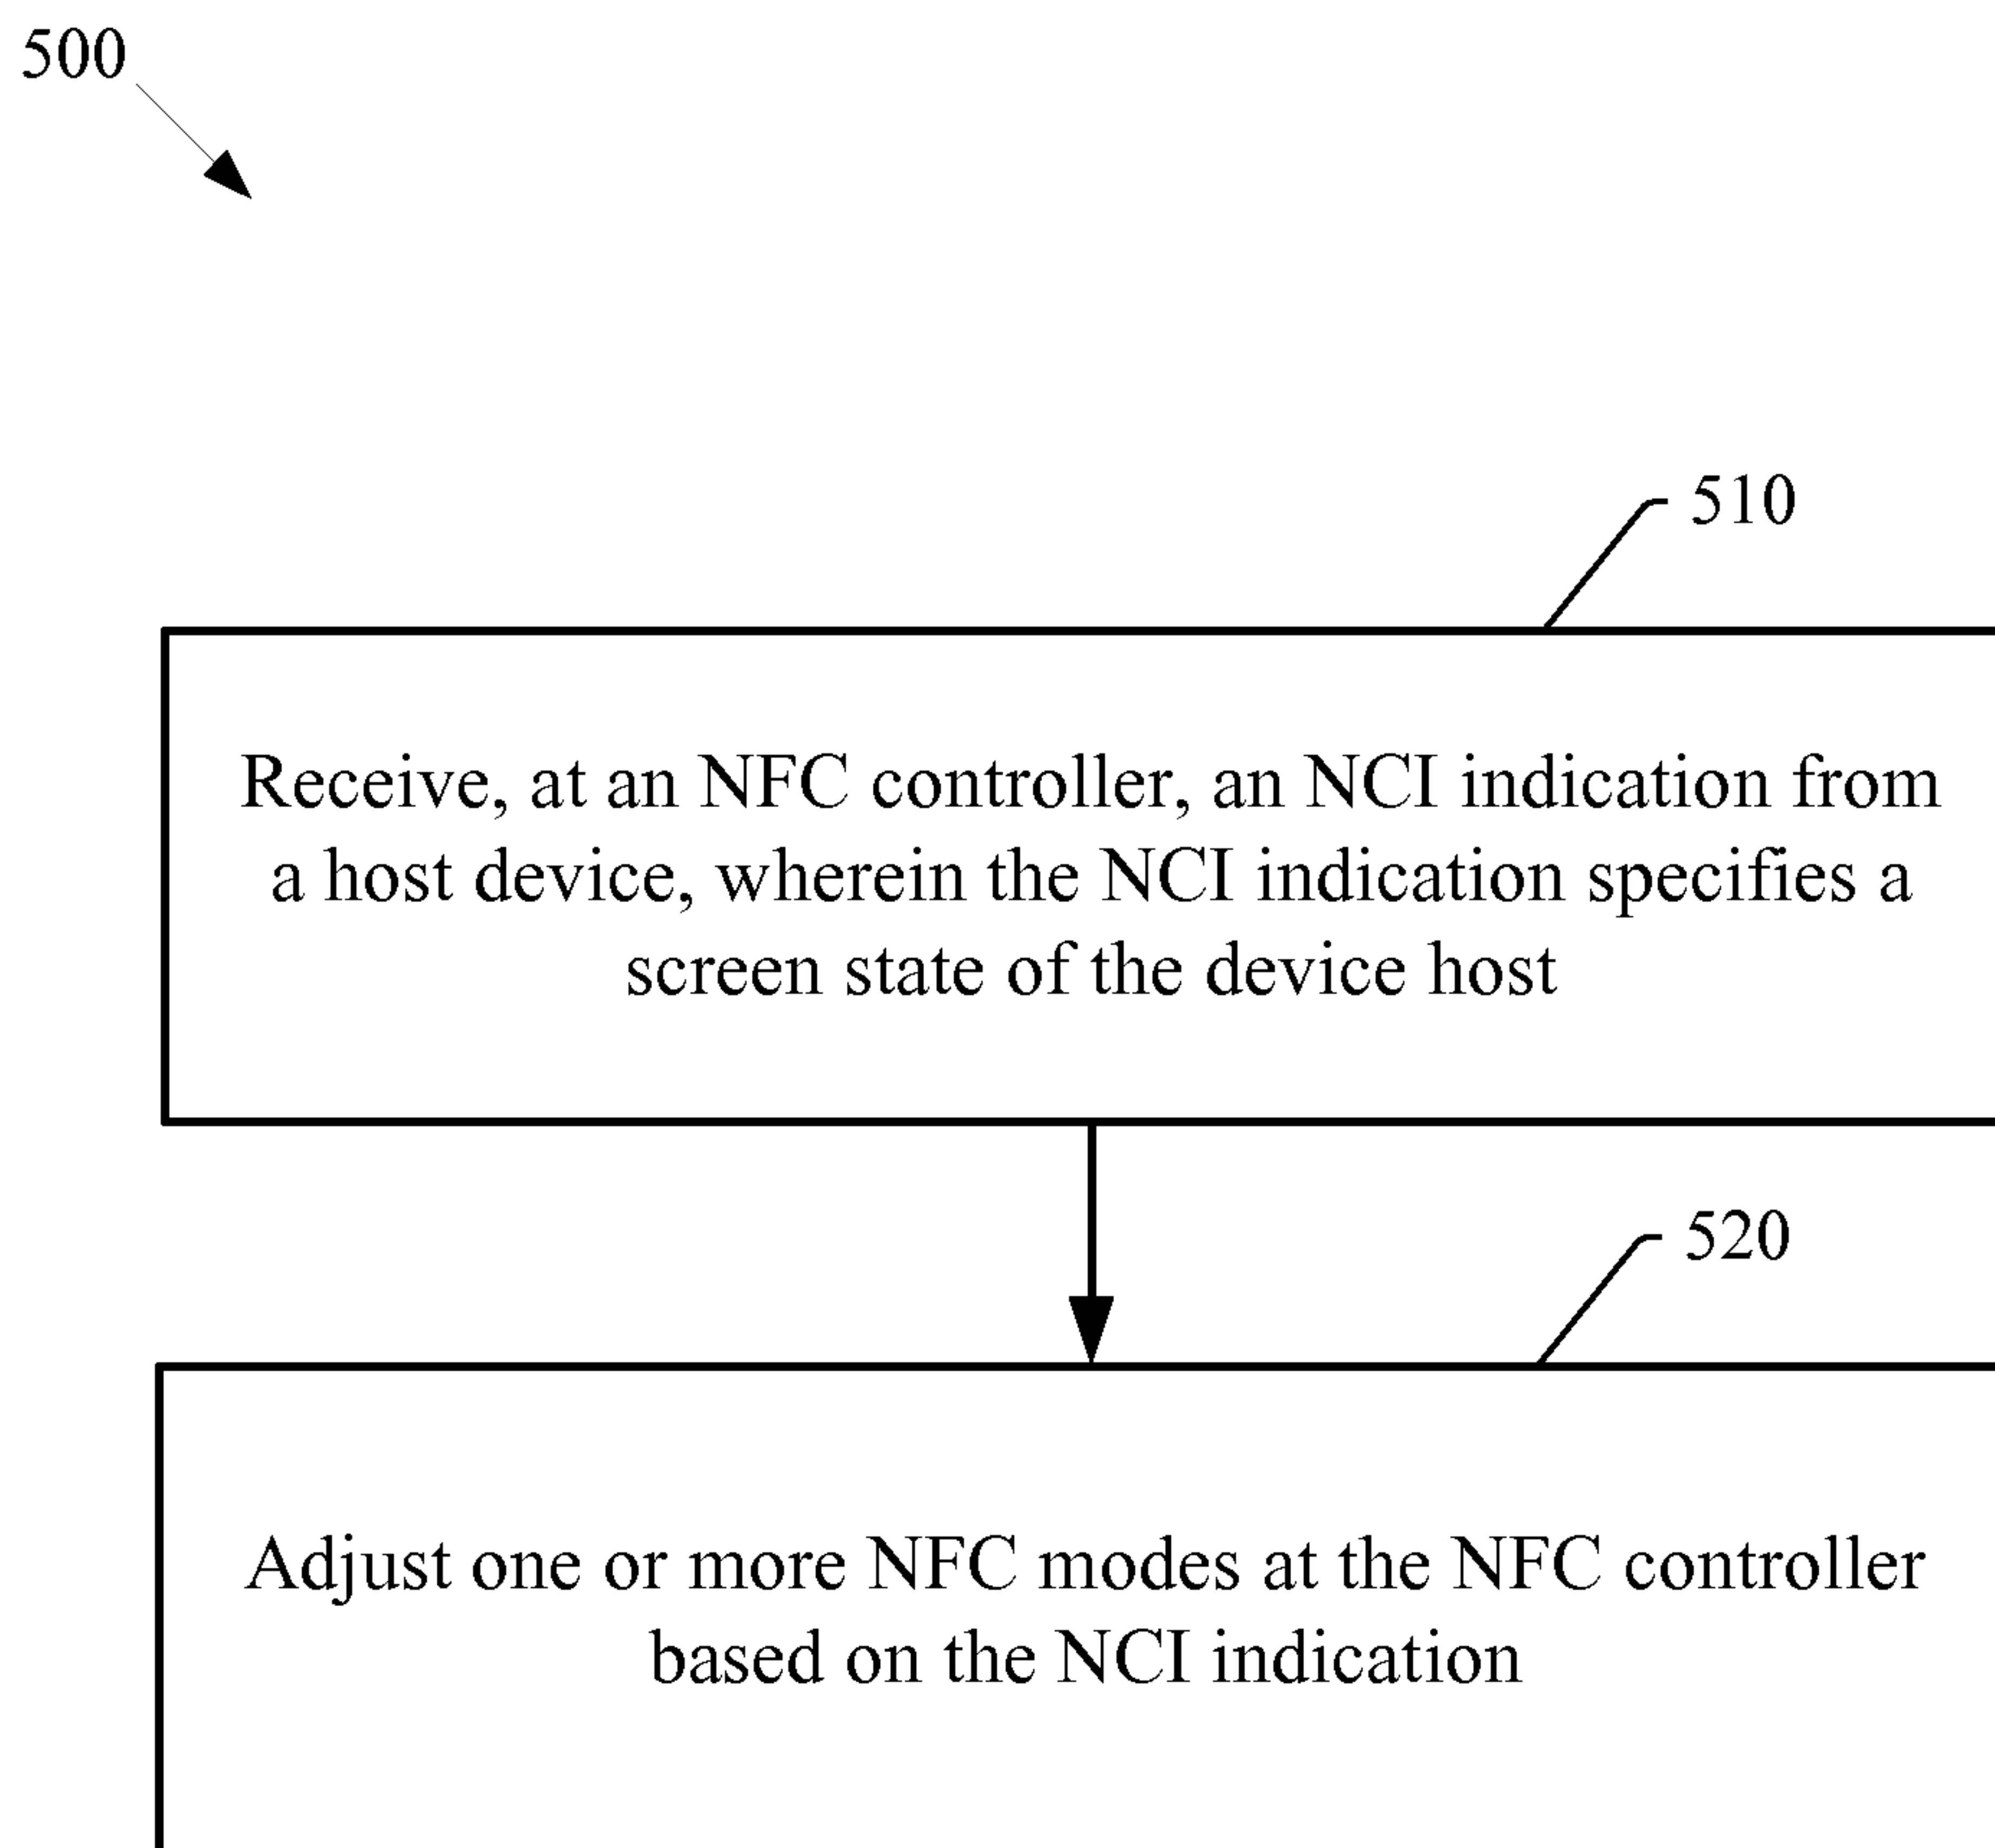 500
510
Receive, at an NFC controller, an NCI indication from
a host device, wherein the NCI indication specifies a
screen state of the device host
520
Adjust one or more NFC modes at the NFC controller
based on the NCI indication